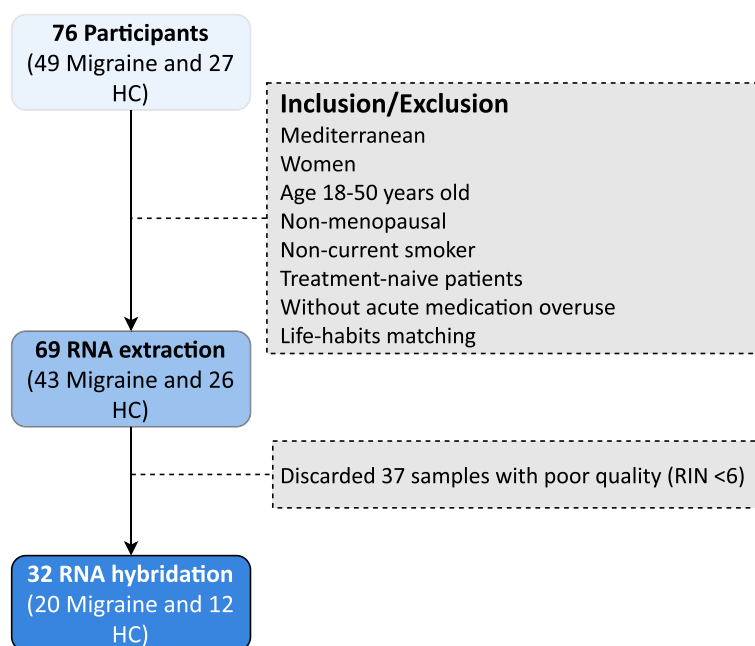 76 Participants
(49 Migraine and 27
HC)
Inclusion/Exclusion
Mediterranean
Women
Age 18-50 years old
Non-menopausal
Non-current smoker
Treatment-naive patients
Without acute medication overuse
Life-habits matching
69 RNA extraction
(43 Migraine and 26
HC)
Discarded 37 samples with poor quality (RIN <6)
32 RNA hybridation
(20 Migraine and 12
HC)